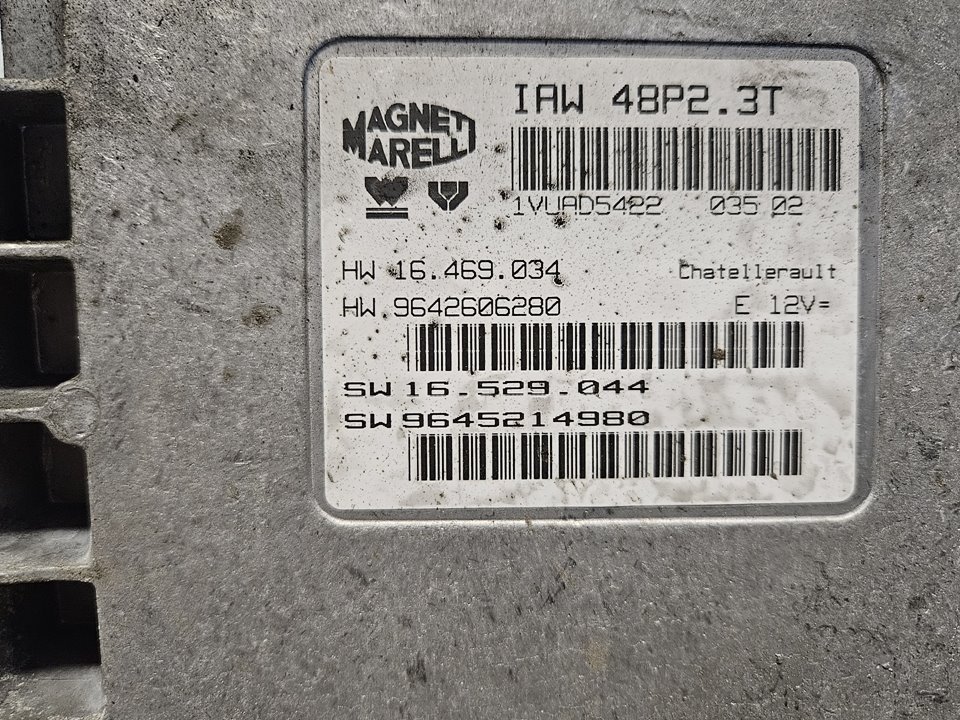 IAW 48P2.3T
MAGNETI
MARELLI
1VUAD5422 035 02
HW 16.469.034 Chatellerault
HW 9642606280 E 12V=
SW 16.529.044
SW 9645214980